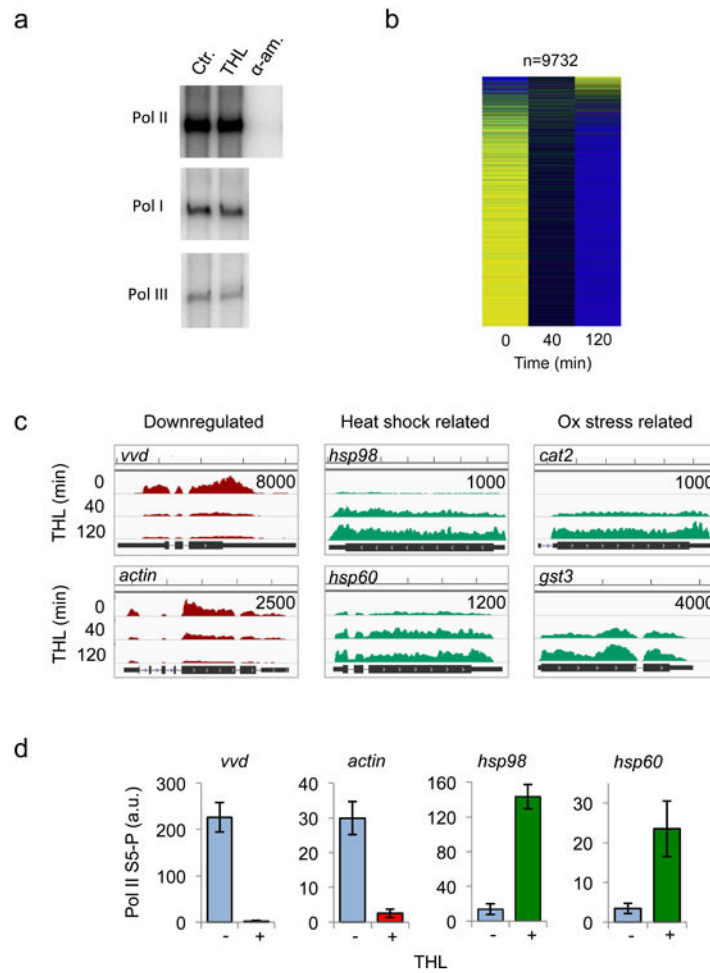 a
Ctr. THL α-am.
Pol II
Pol I
Pol III
b
n=9732
0 40 120
Time (min)
c
Downregulated Heat shock related Ox stress related
vvd hsp98 cat2
8000 1000 1000
THL (min)
0
40
120
actin hsp60 gst3
2500 1200 4000
THL (min)
0
40
120
d
vvd actin hsp98 hsp60
Pol II S5-P (a.u.)
300 40 160 30
200 30 120 20
100 20 80 10
0 10 40 0
0 0
- + - + - + - +
THL